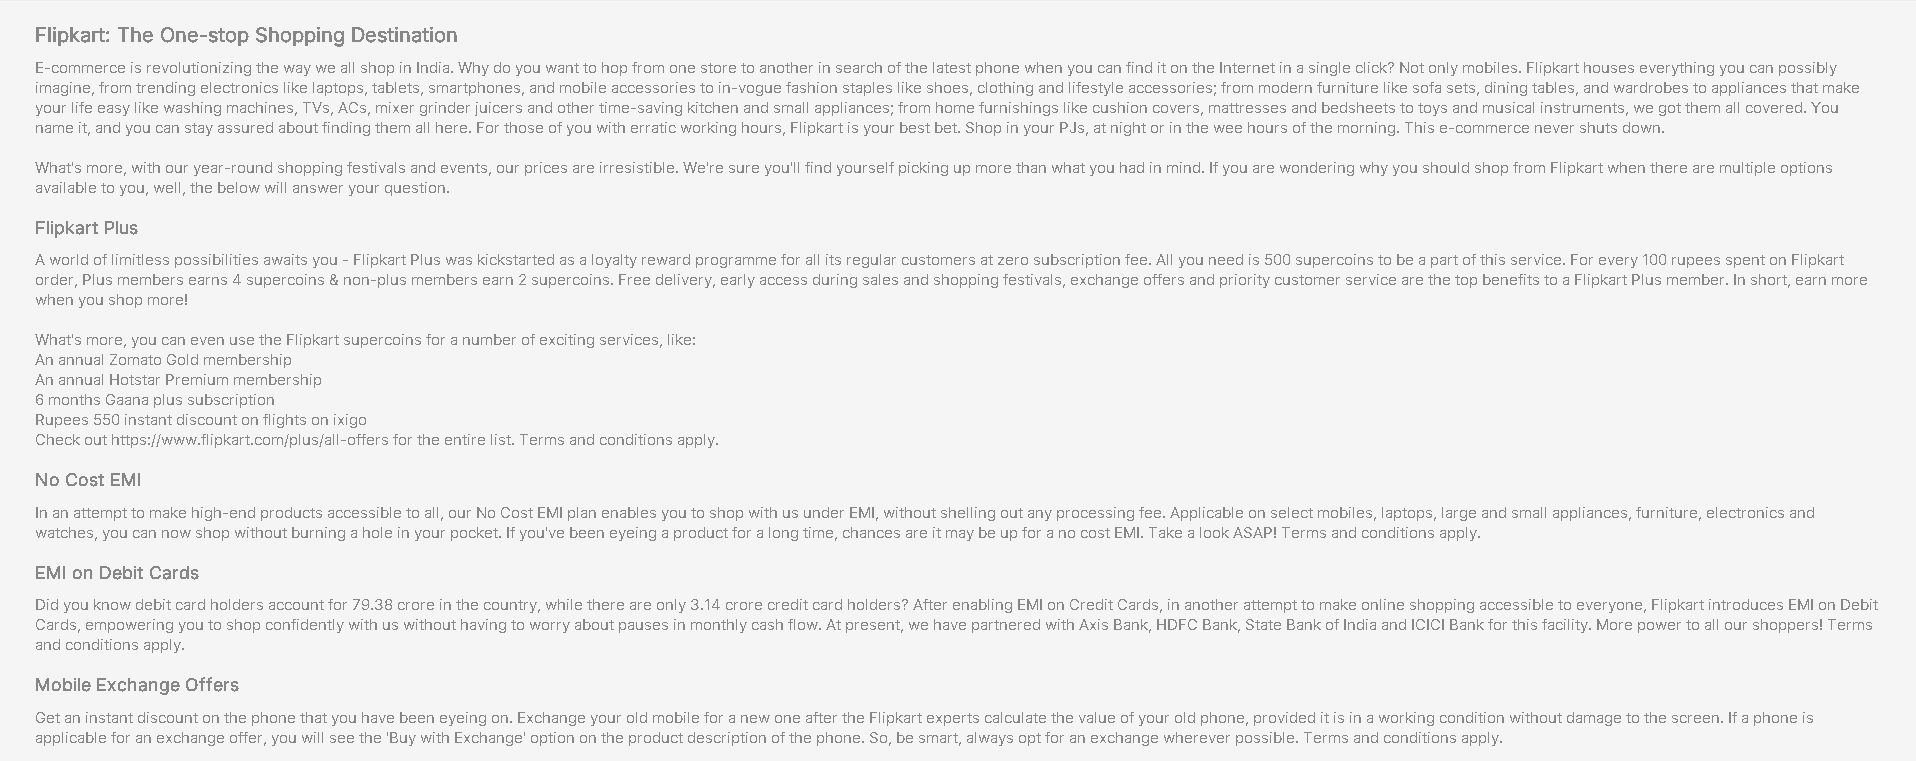 Flipkart: The One-stop Shopping Destination
E-commerce is revolutionizing the way we all shop in India. Why do you want to hop from one store to another in search of the latest phone when you can find it on the Internet in a single click? Not only mobiles. Flipkart houses everything you can possibly
imagine, from trending electronics like laptops, tablets, smartphones, and mobile accessories to in-vogue fashion staples like shoes, clothing and lifestyle accessories; from modern furniture like sofa sets, dining tables, and wardrobes to appliances that make
your life easy like washing machines, TVs, ACs, mixer grinder juicers and other time-saving kitchen and small appliances; from home furnishings like cushion covers, mattresses and bedsheets to toys and musical instruments, we got them all covered. You
name it, and you can stay assured about finding them all here. For those of you with erratic working hours, Flipkart is your best bet. Shop in your PJs, at night or in the wee hours of the morning. This e-commerce never shuts down.
What's more, with our year-round shopping festivals and events, our prices are irresistible. We're sure you'll find yourself picking up more than what you had in mind. If you are wondering why you should shop from Flipkart when there are multiple options
available to you, well, the below will answer your question.
Flipkart Plus
A world of limitless possibilities awaits you - Flipkart Plus was kickstarted as a loyalty reward programme for all its regular customers at zero subscription fee. All you need is 500 supercoins to be a part of this service. For every 100 rupees spent on Flipkart
order, Plus members earns 4 supercoins & non-plus members earn 2 supercoins. Free delivery, early access during sales and shopping festivals, exchange offers and priority customer service are the top benefits to a Flipkart Plus member. In short, earn more
when you shop more!
What's more, you can even use the Flipkart supercoins for a number of exciting services, like:
An annual Zomato Gold membership
An annual Hotstar Premium membership
6 months Gaana plus subscription
Rupees 550 instant discount on flights on ixigo
Check out https://www.flipkart.com/plus/all-offers for the entire list. Terms and conditions apply.
No Cost EMI
In an attempt to make high-end products accessible to all, our No Cost EMI plan enables you to shop with us under EMI, without shelling out any processing fee. Applicable on select mobiles, laptops, large and small appliances, furniture, electronics and
watches, you can now shop without burning a hole in your pocket. If you've been eyeing a product for a long time, chances are it may be up for a no cost EMI. Take a look ASAP! Terms and conditions apply.
EMI on Debit Cards
Did you know debit card holders account for 79.38 crore in the country, while there are only 3.14 crore credit card holders? After enabling EMI on Credit Cards, in another attempt to make online shopping accessible to everyone, Flipkart introduces EMI on Debit
Cards, empowering you to shop confidently with us without having to worry about pauses in monthly cash flow. At present, we have partnered with Axis Bank, HDFC Bank, State Bank of India and ICICI Bank for this facility. More power to all our shoppers! Terms
and conditions apply.
Mobile Exchange Offers
Get an instant discount on the phone that you have been eyeing on. Exchange your old mobile for a new one after the Flipkart experts calculate the value of your old phone, provided it is in a working condition without damage to the screen. If a phone is
applicable for an exchange offer, you will see the 'Buy with Exchange' option on the product description of the phone. So, be smart, always opt for an exchange wherever possible. Terms and conditions apply.